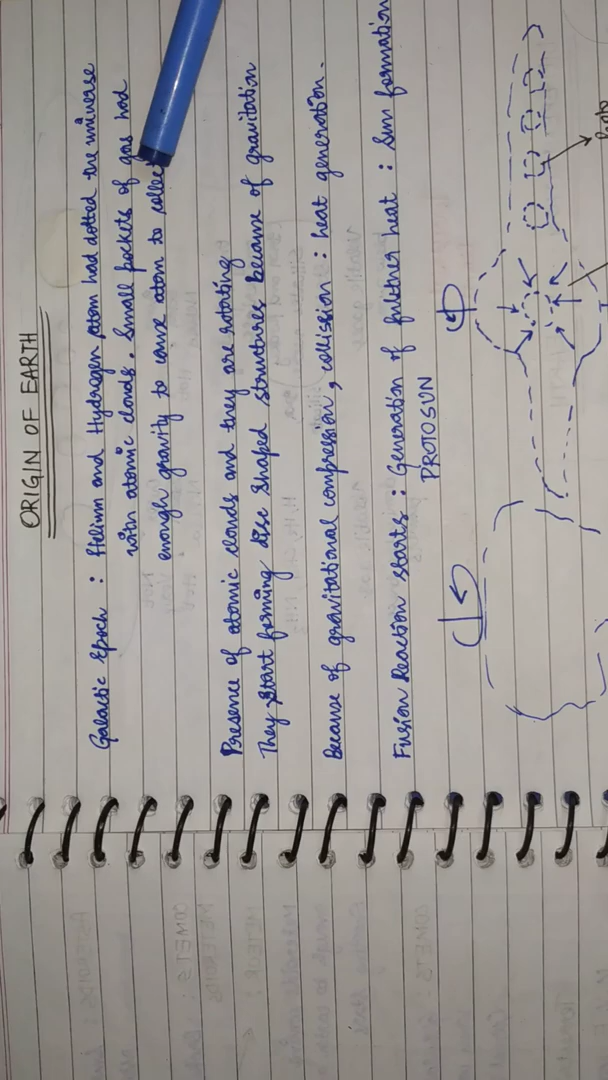 ORIGIN OF EARTH
Galactic Epoch : Helium and Hydrogen atom had dotted the universe
with atomic clouds. Small pockets of gas had
enough gravity to cause atom to
Presence of atomic clouds and they are rotating
They start forming disc shaped structures because of gravitation
Because of gravitational compression, collission : heat generation.
Fusion Reaction starts : Generation of further heat : Sun formation
PROTOSUN